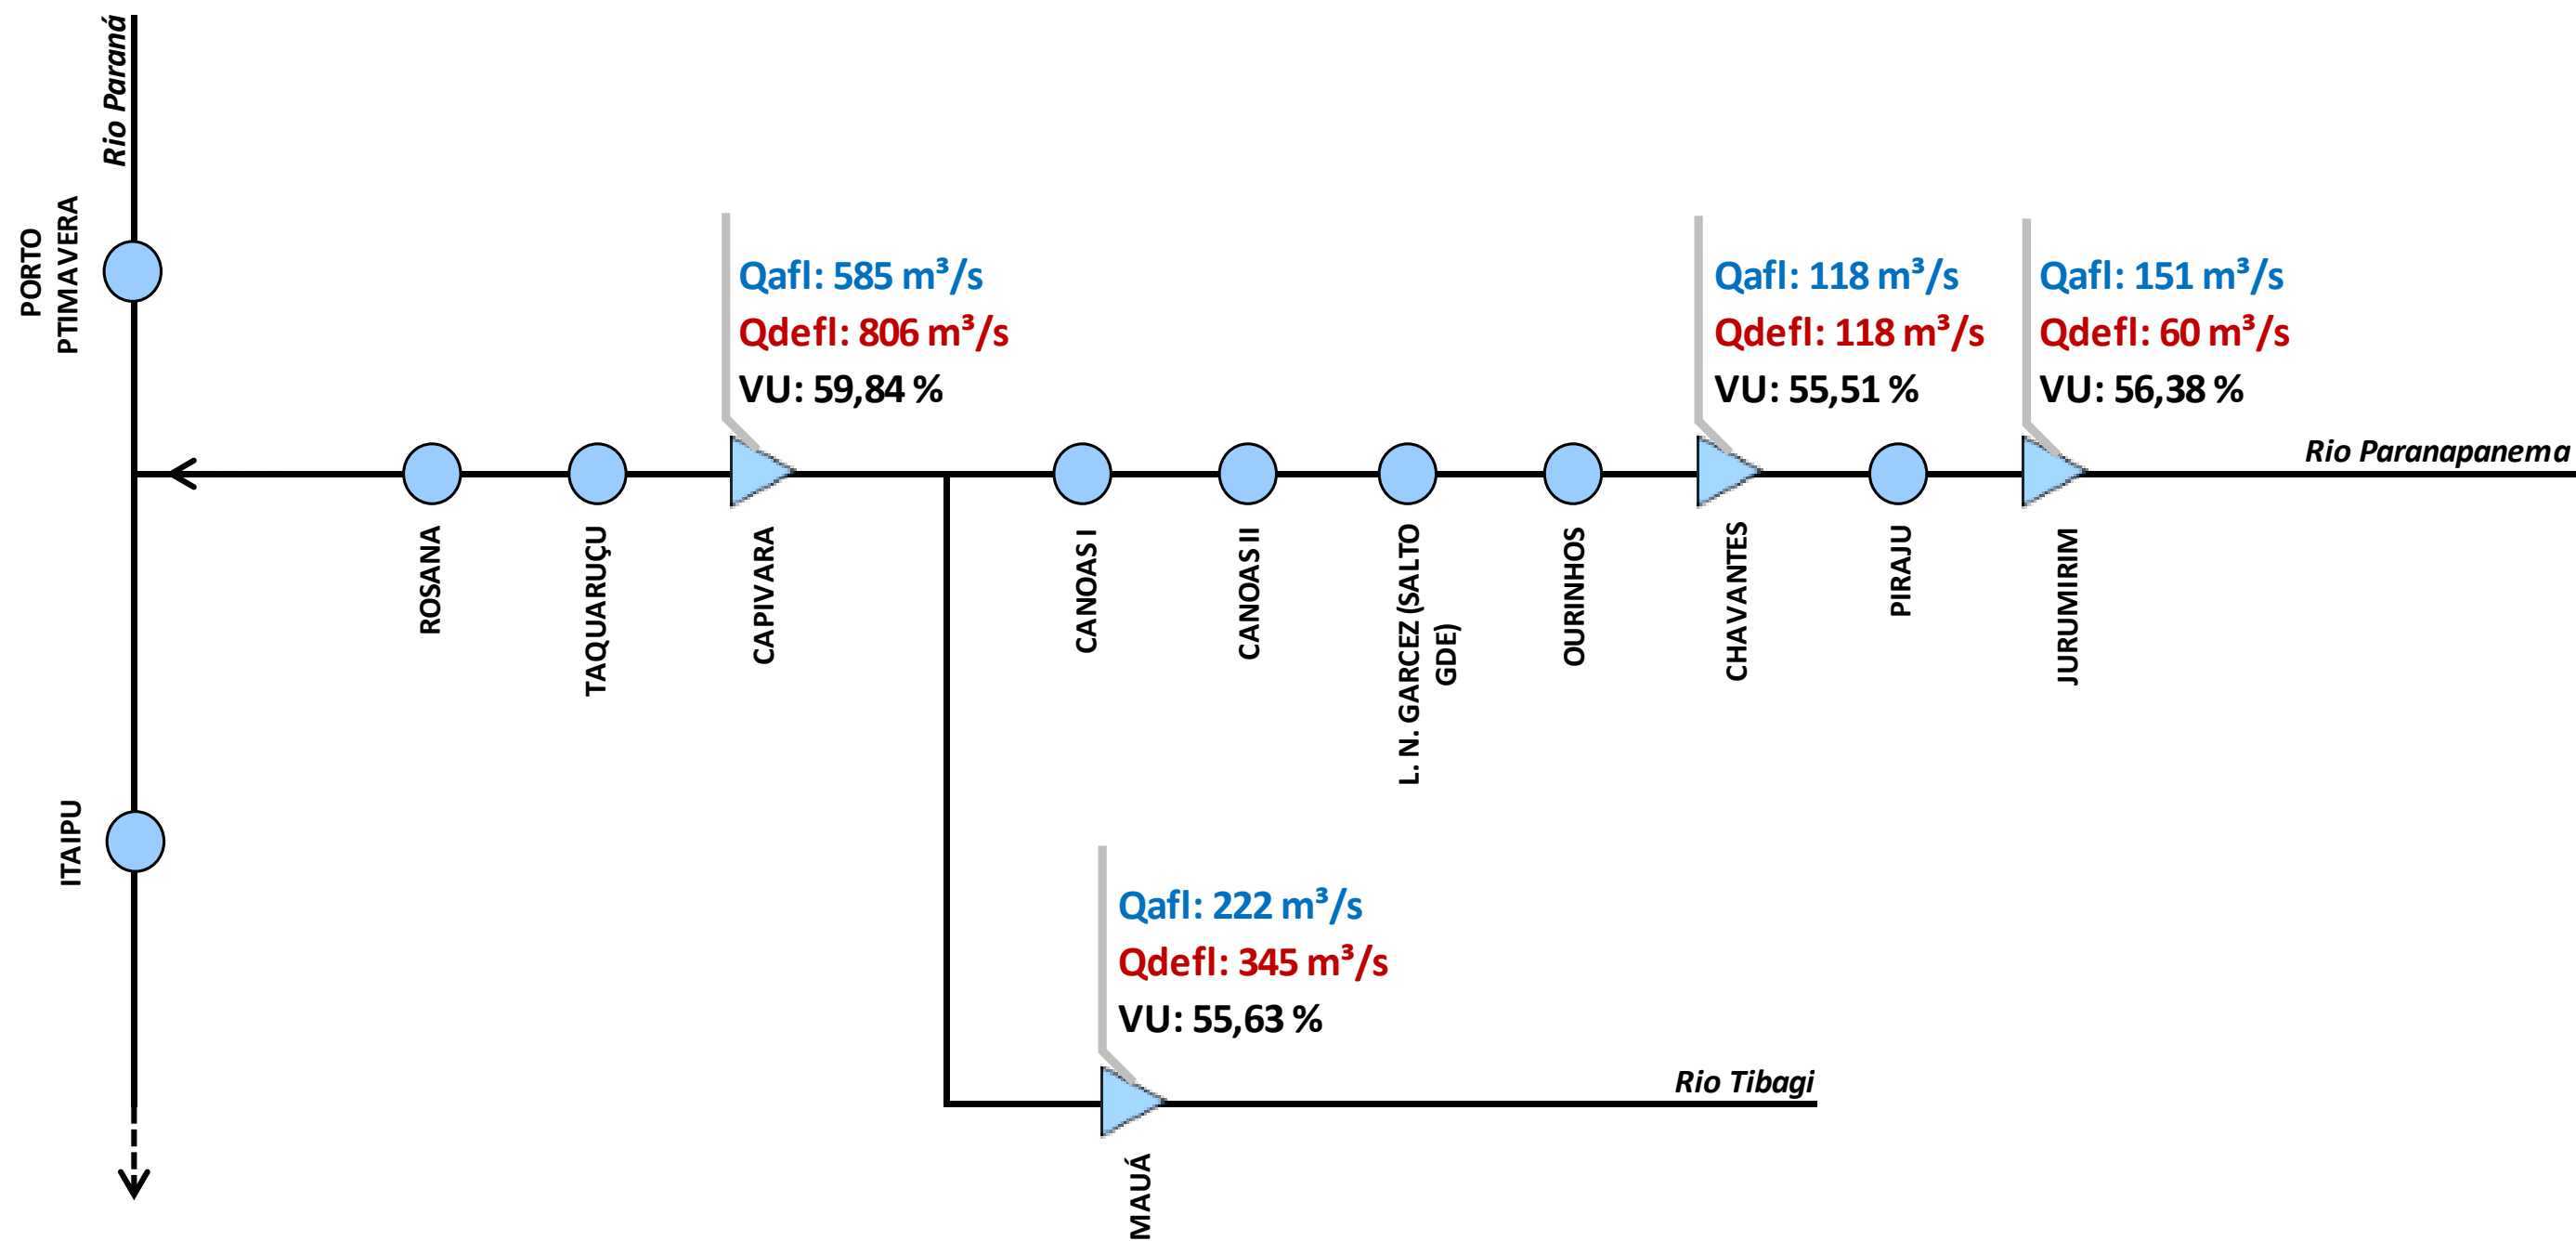 Rio Paraná
PORTO
PTIMAVERA
Qafl: 585 m³/s
Qdefl: 806 m³/s
VU: 59,84 %
Qafl: 118 m³/s
Qdefl: 118 m³/s
VU: 55,51 %
Qafl: 151 m³/s
Qdefl: 60 m³/s
VU: 56,38 %
Rio Paranapanema
ROSANA
TAQUARUÇU
CAPIVARA
CANOAS I
CANOAS II
L. N. GARCEZ (SALTO
GDE)
OURINHOS
CHAVANTES
PIRAJU
JURUMIRIM
ITAIPU
Qafl: 222 m³/s
Qdefl: 345 m³/s
VU: 55,63 %
Rio Tibagi
MAUÁ